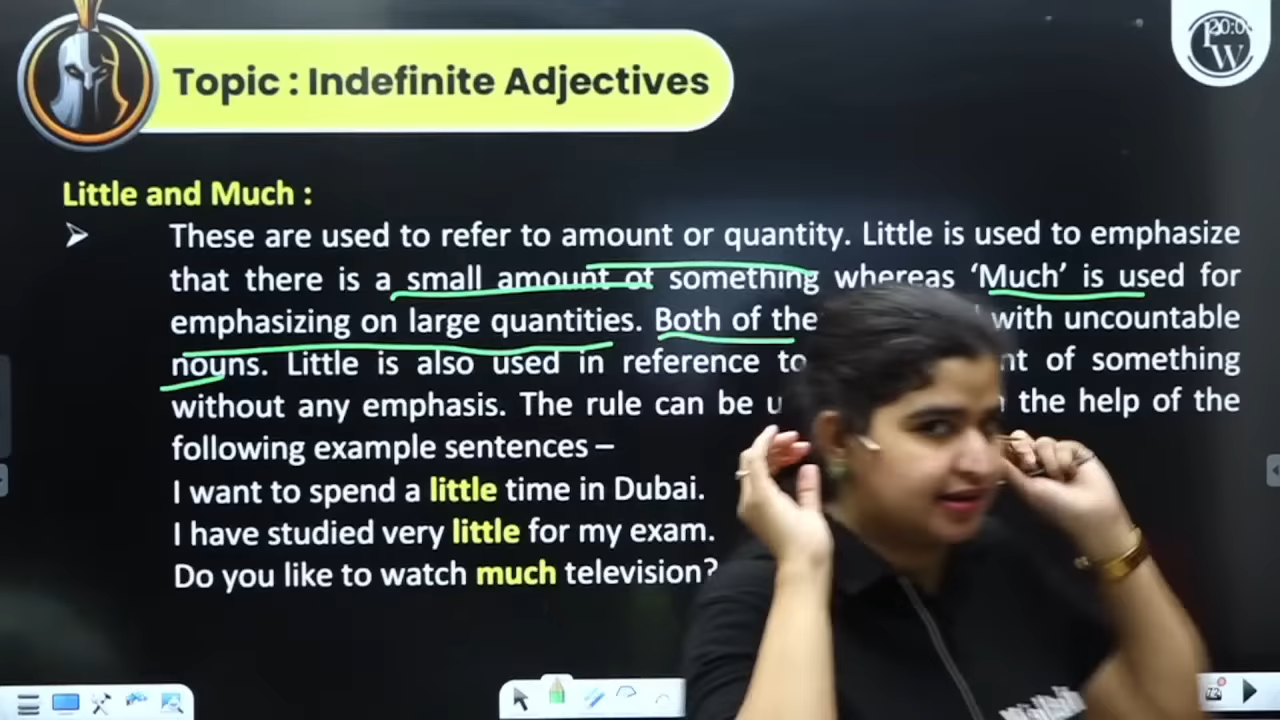 20:0
PW
Topic : Indefinite Adjectives
Little and Much :
These are used to refer to amount or quantity. Little is used to emphasize
that there is a small amount of something whereas ‘Much’ is used for
emphasizing on large quantities. Both of the with uncountable
nouns. Little is also used in reference to of something
without any emphasis. The rule can be the help of the
following example sentences –
I want to spend a little time in Dubai.
I have studied very little for my exam.
Do you like to watch much television?